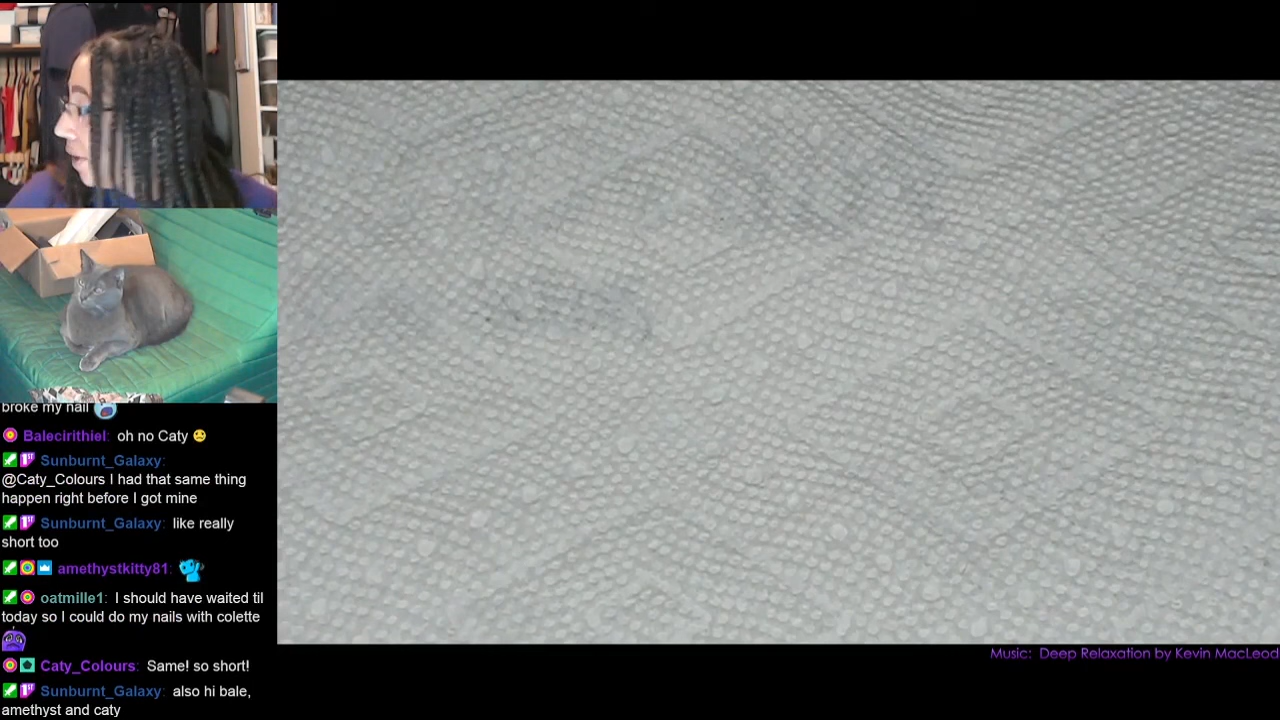 broke my nail
Balecirithiel: oh no Caty
Sunburnt_Galaxy:
@Caty_Colours I had that same thing
happen right before I got mine
Sunburnt_Galaxy: like really
short too
amethystkitty81:
oatmille1: I should have waited til
today so I could do my nails with colette
Caty_Colours: Same! so short!
Sunburnt_Galaxy: also hi bale,
amethyst and caty
Music: Deep Relaxation by Kevin MacLeod